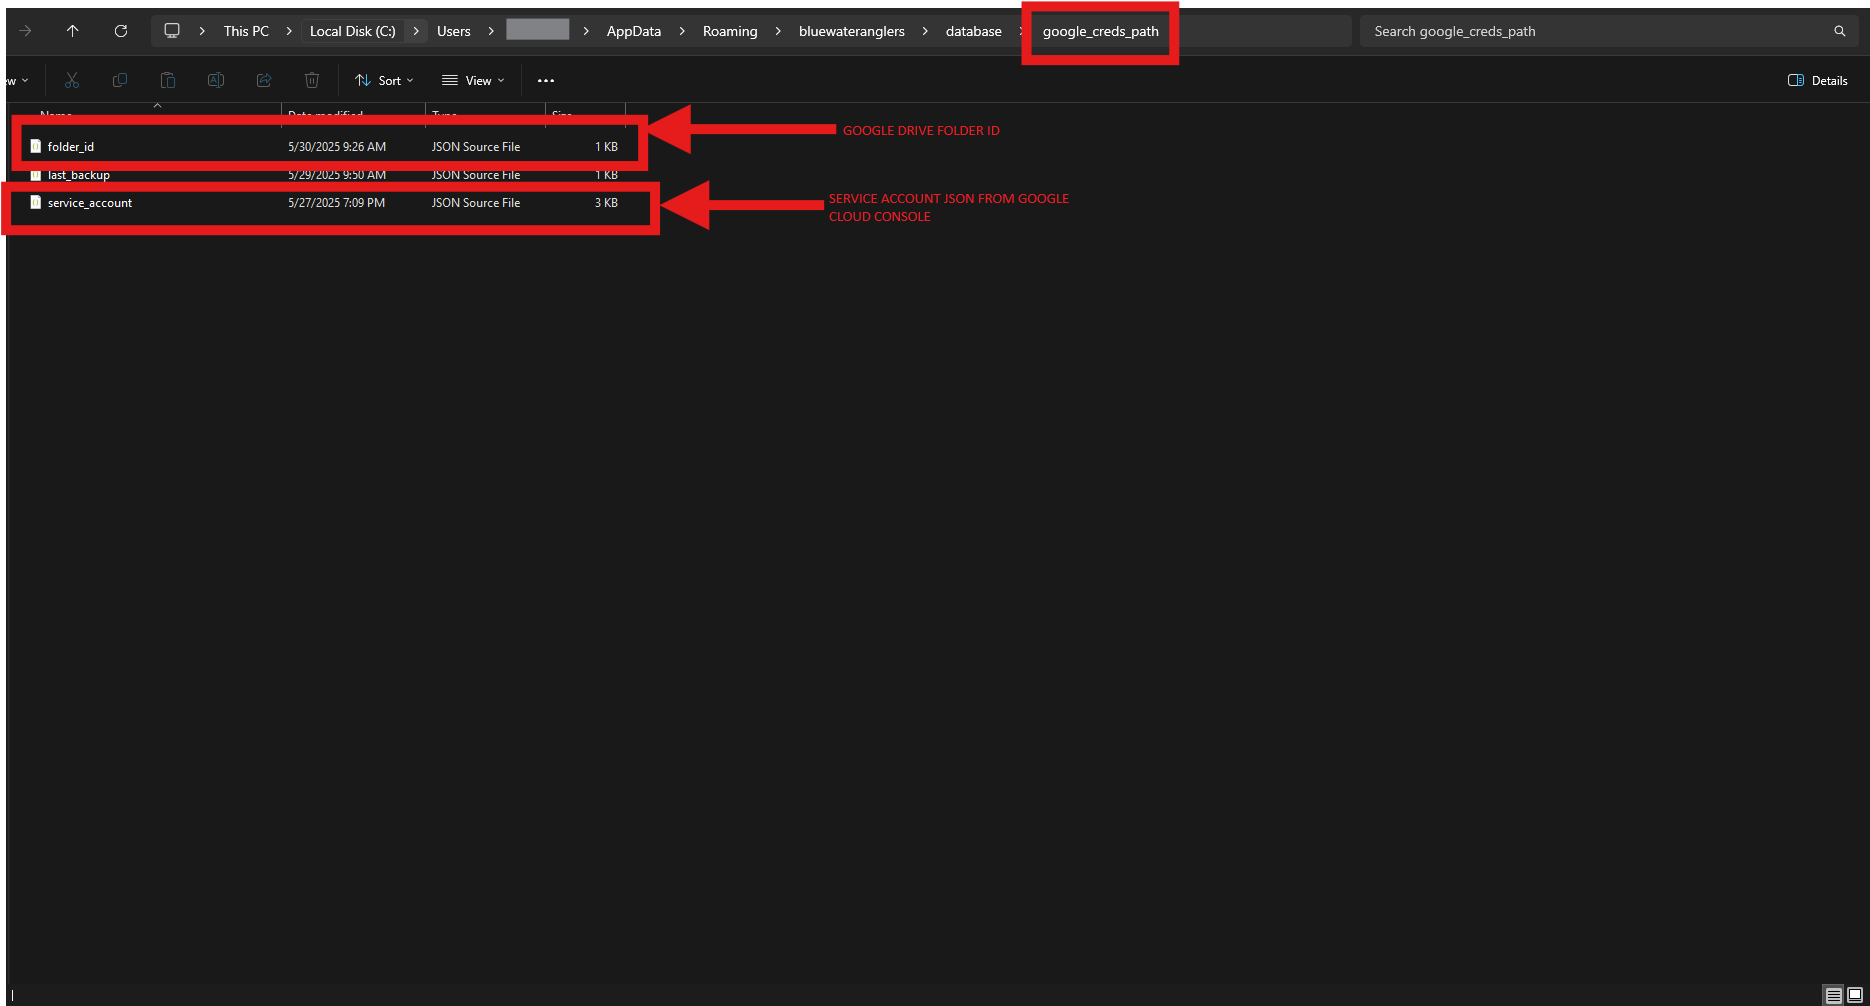 This PC > Local Disk (C:) > Users > > AppData > Roaming > bluewateranglers > database > google_creds_path
Search google_creds_path
ew
Sort
View
Details
Name Date modified Type Size
folder_id 5/30/2025 9:26 AM JSON Source File 1 KB
GOOGLE DRIVE FOLDER ID
last_backup 5/29/2025 9:50 AM JSON Source File 1 KB
service_account 5/27/2025 7:09 PM JSON Source File 3 KB
SERVICE ACCOUNT JSON FROM GOOGLE
CLOUD CONSOLE